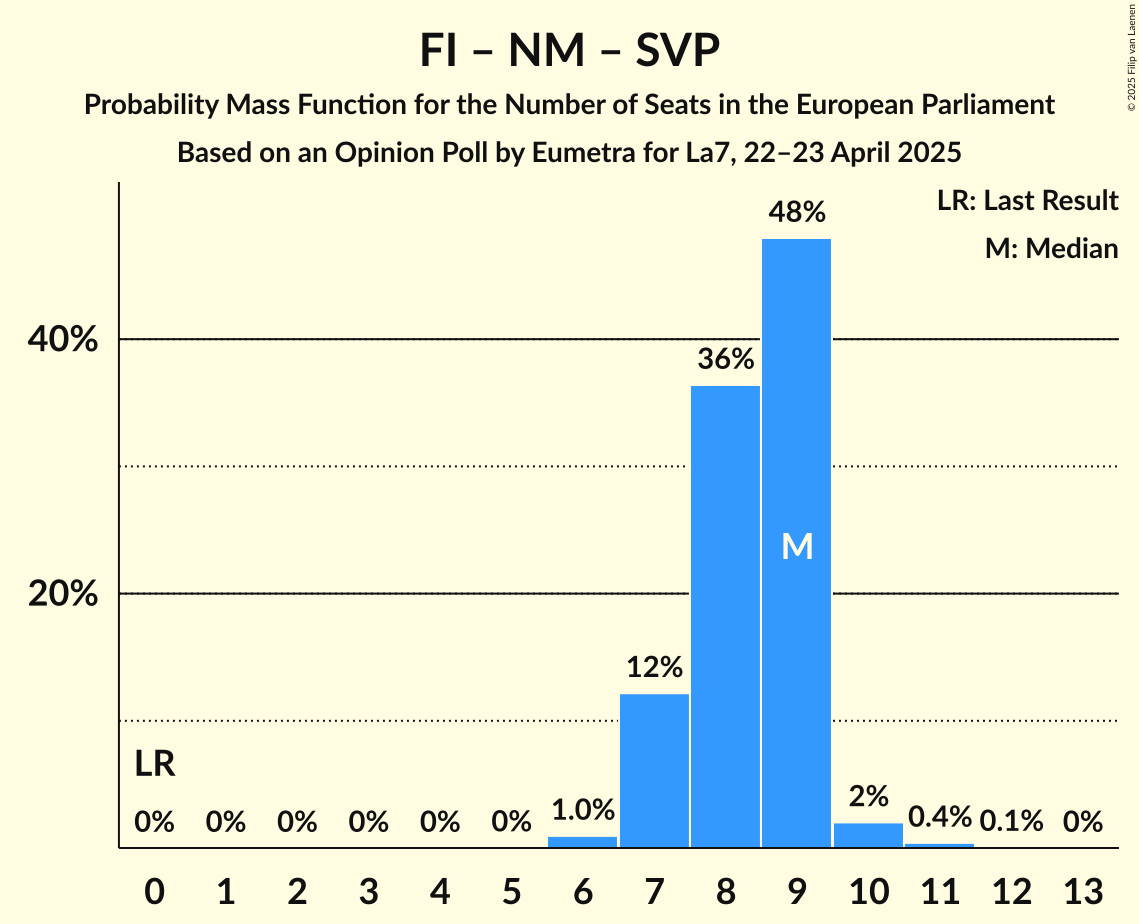 FI – NM – SVP
Probability Mass Function for the Number of Seats in the European Parliament
Based on an Opinion Poll by Eumetra for La7, 22–23 April 2025
© 2025 Filip van Laenen
LR: Last Result
M: Median
48%
40%
36%
M
20%
12%
LR
0% 0% 0% 0% 0% 0% 1.0% 2% 0.4% 0.1% 0%
0 1 2 3 4 5 6 7 8 9 10 11 12 13